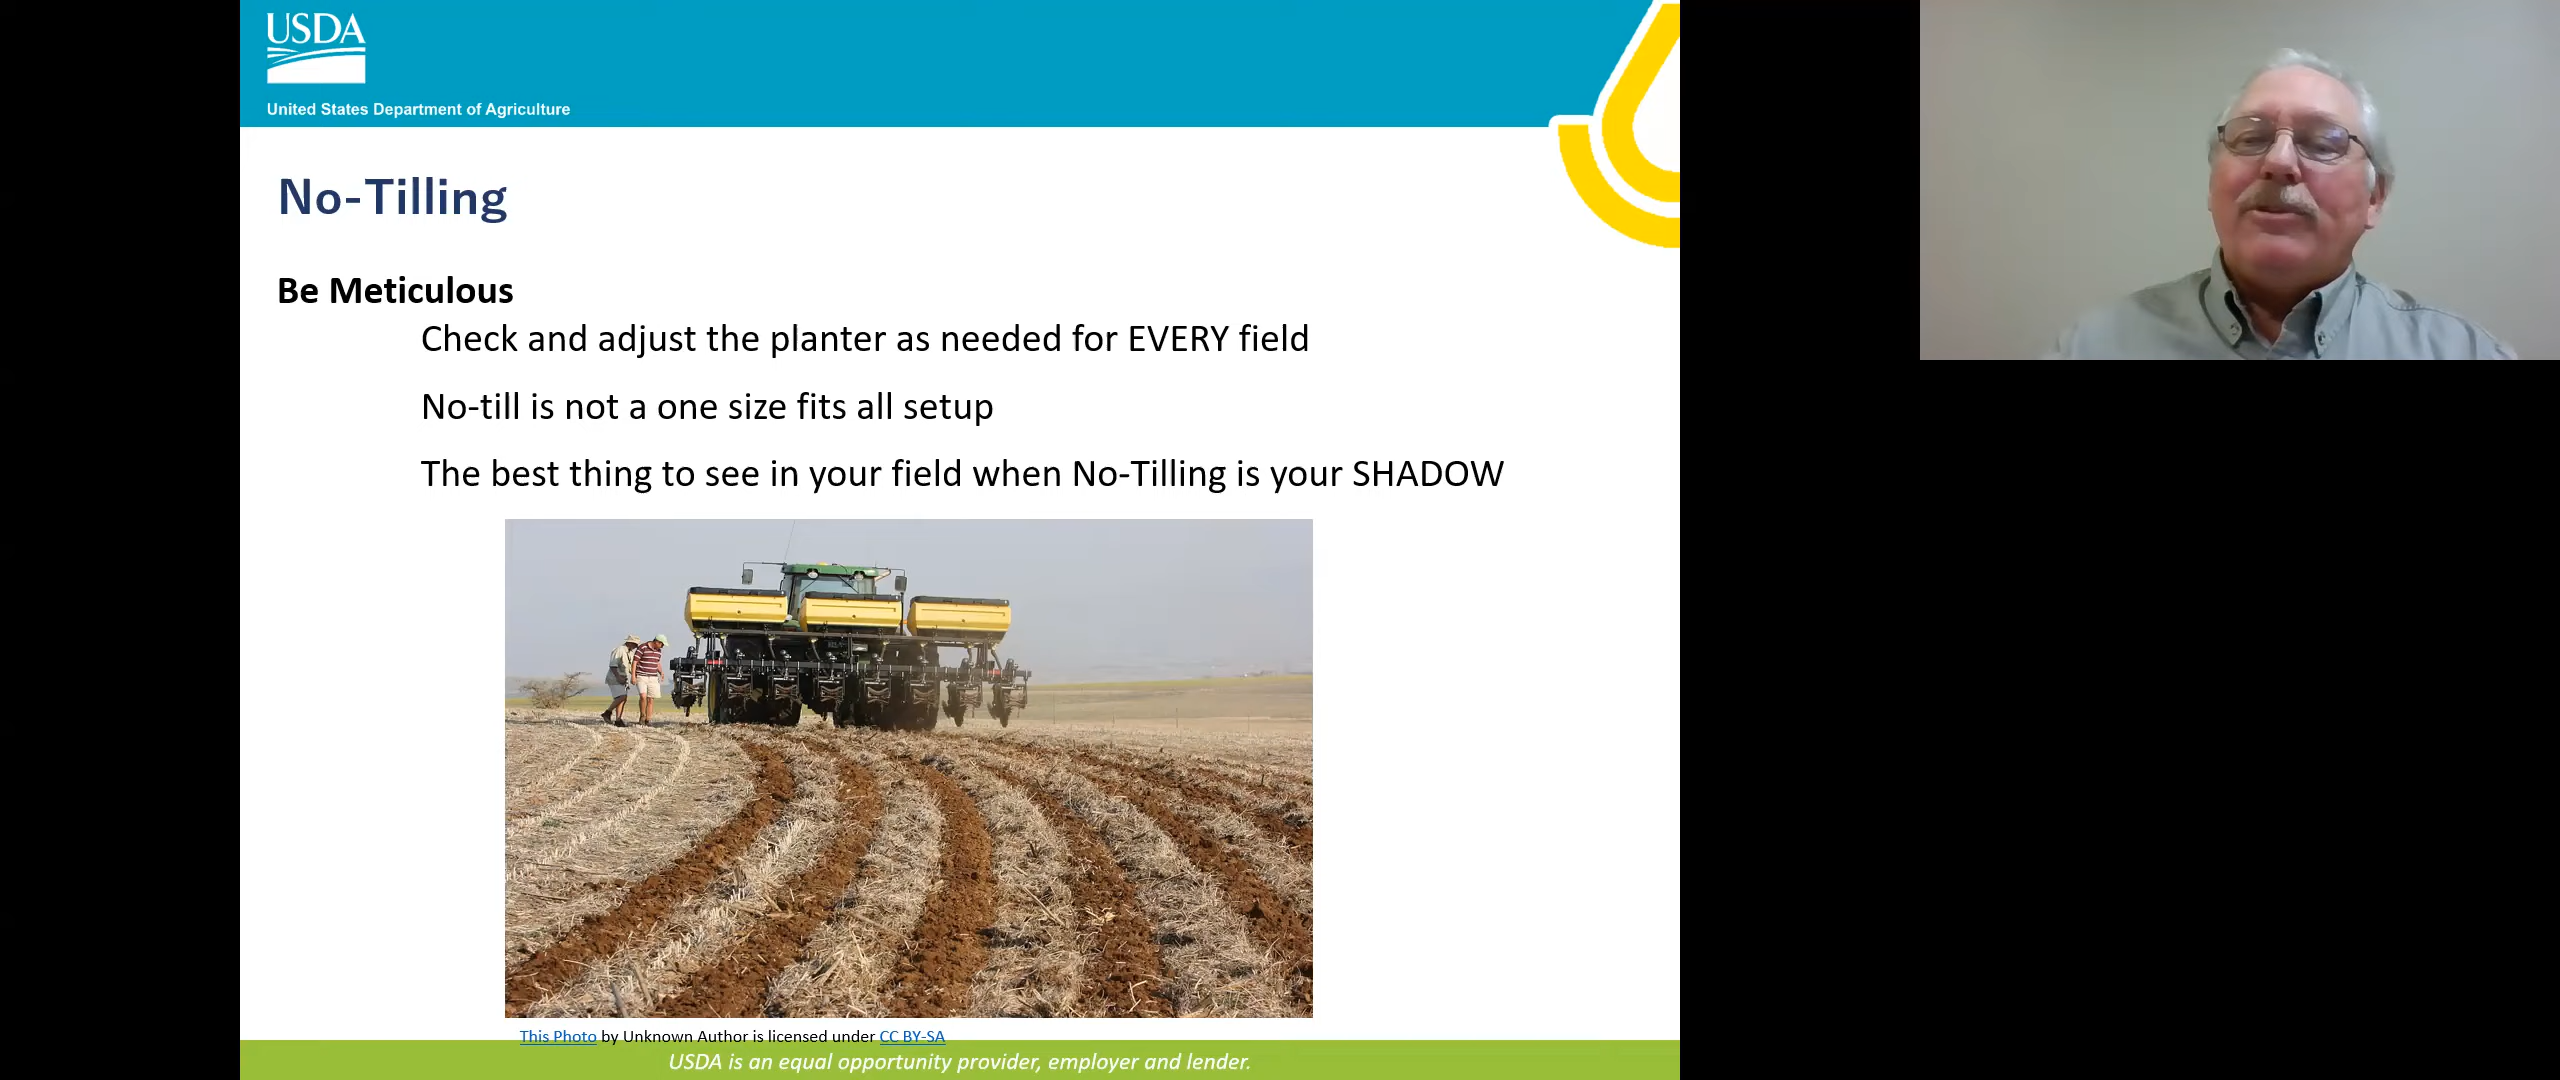 USDA
United States Department of Agriculture
No-Tilling
Be Meticulous
Check and adjust the planter as needed for EVERY field
No-till is not a one size fits all setup
The best thing to see in your field when No-Tilling is your SHADOW
This Photo by Unknown Author is licensed under CC BY-SA
USDA is an equal opportunity provider, employer and lender.